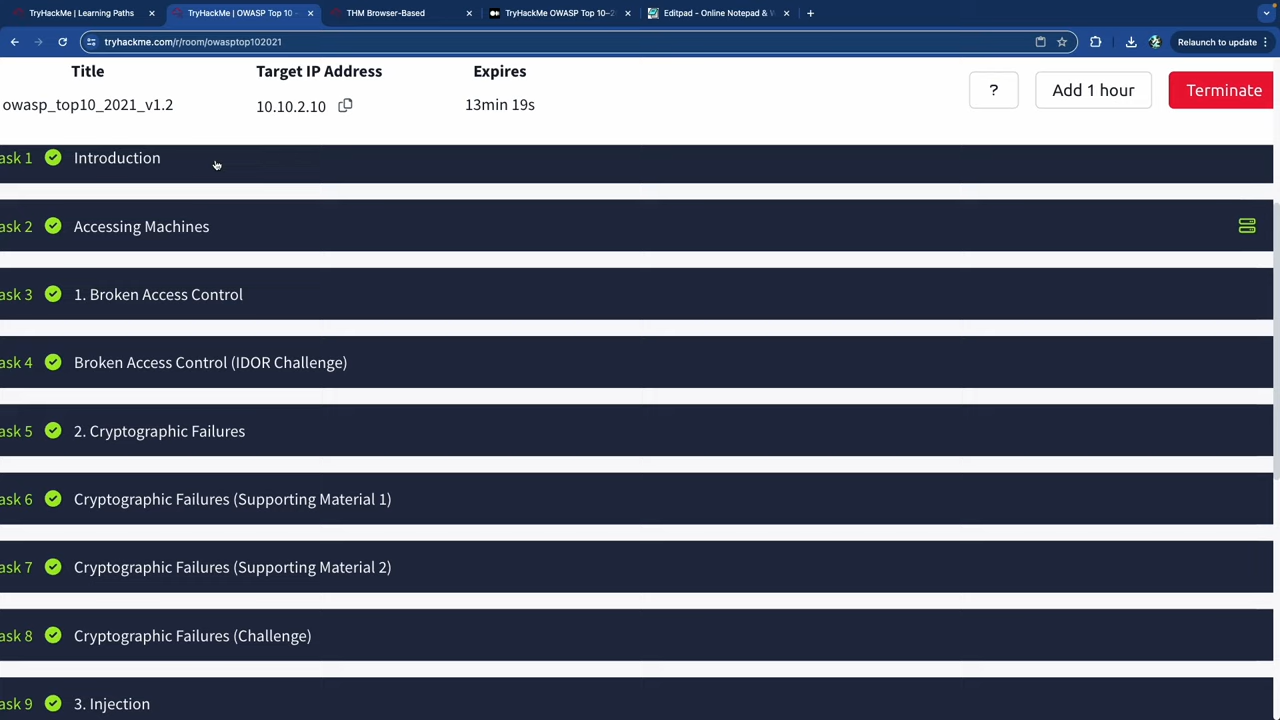 TryHackMe | Learning Paths
TryHackMe | OWASP Top 10 -
THM Browser-Based
TryHackMe OWASP Top 10-2
Editpad - Online Notepad & W
tryhackme.com/r/room/owasptop102021
Relaunch to update
Title
Target IP Address
Expires
owasp_top10_2021_v1.2
10.10.2.10
13min 19s
?
Add 1 hour
Terminate
ask 1 Introduction
ask 2 Accessing Machines
ask 3 1. Broken Access Control
ask 4 Broken Access Control (IDOR Challenge)
ask 5 2. Cryptographic Failures
ask 6 Cryptographic Failures (Supporting Material 1)
ask 7 Cryptographic Failures (Supporting Material 2)
ask 8 Cryptographic Failures (Challenge)
ask 9 3. Injection